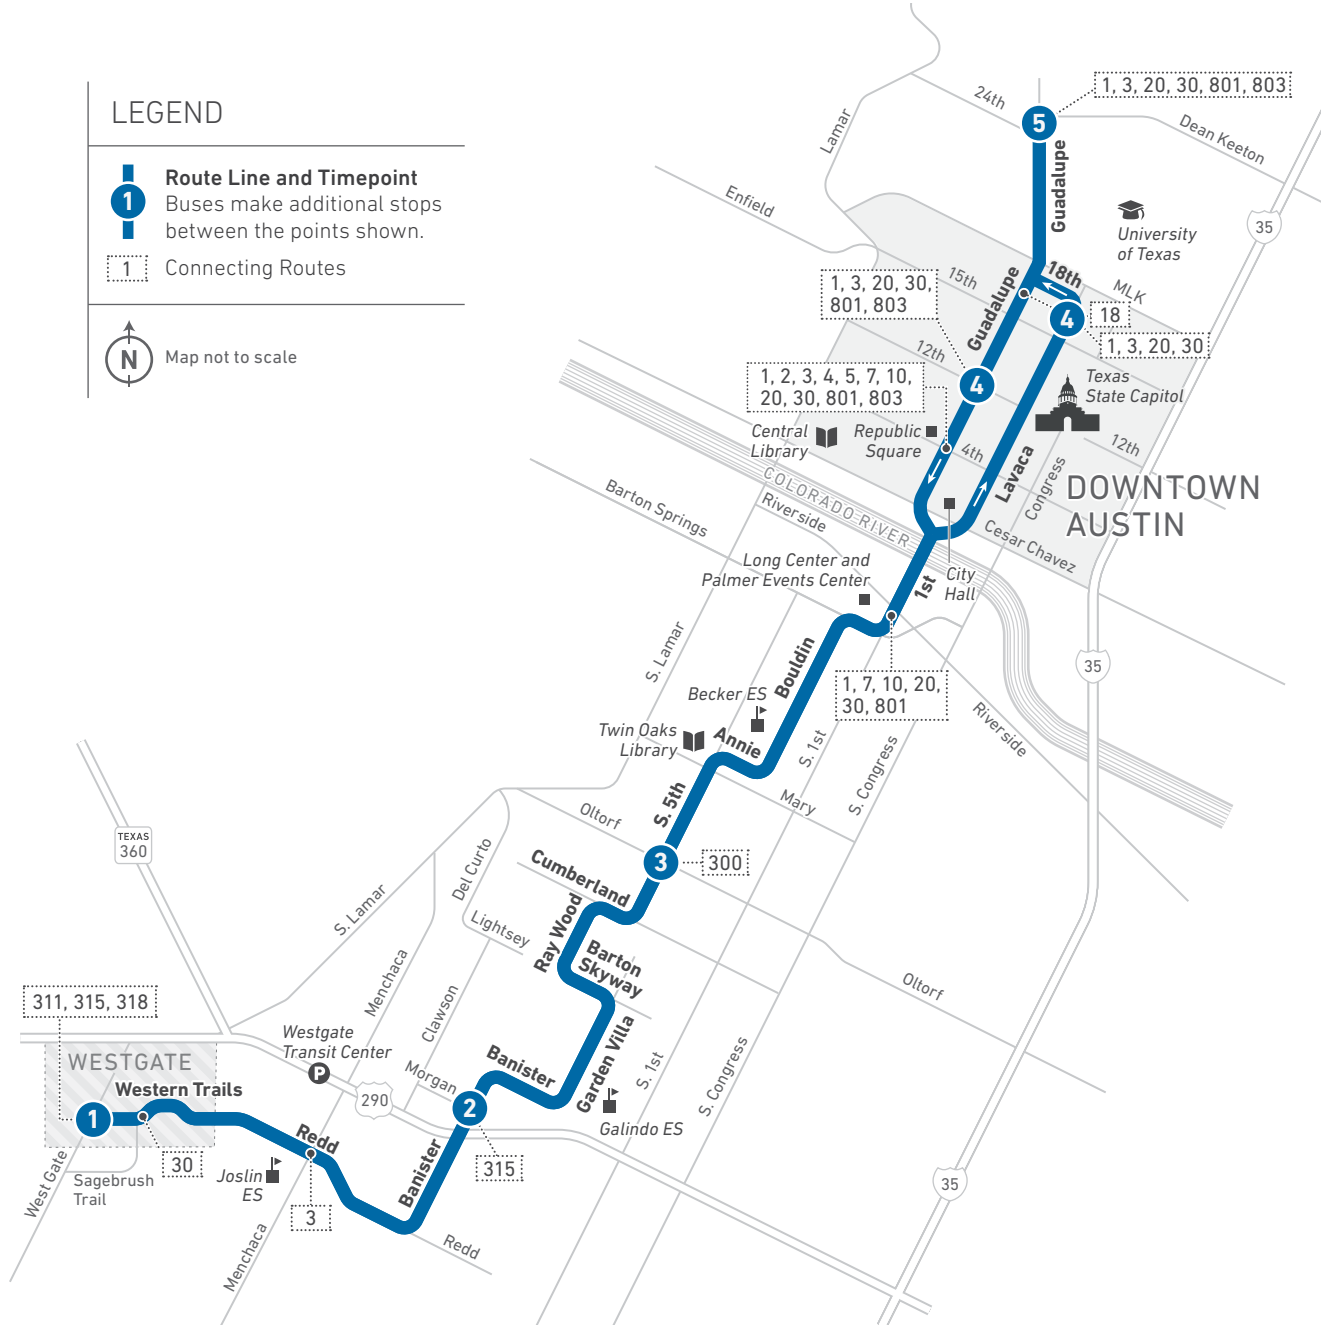 LEGEND
1
Route Line and Timepoint
Buses make additional stops
between the points shown.
1
Connecting Routes
N
Map not to scale
1, 3, 20, 30, 801, 803
24th
5
Dean Keeton
Lamar
Guadalupe
Enfield
University
of Texas
35
18th
MLK
15th
1, 3, 20, 30,
801, 803
Guadalupe
4
18
1, 3, 20, 30
12th
4
1, 2, 3, 4, 5, 7, 10,
20, 30, 801, 803
Texas
State Capitol
Central
Library
Republic
Square
4th
12th
Lavaca
Congress
DOWNTOWN
AUSTIN
COLORADO RIVER
Barton Springs
Riverside
Cesar Chavez
Long Center and
Palmer Events Center
1st
City
Hall
S. Lamar
Bouldin
35
1, 7, 10, 20,
30, 801
Becker ES
Riverside
Twin Oaks
Library
Annie
S. 1st
S. Congress
S. 5th
Mary
Oltorf
TEXAS
360
3
300
Cumberland
Del Curto
S. Lamar
Lightsey
Ray Wood
Barton
Skyway
Menchaca
Oltorf
311, 315, 318
Clawson
Westgate
Transit Center
P
WESTGATE
Western Trails
Banister
Garden Villa
S. 1st
S. Congress
Morgan
290
2
1
Galindo ES
Redd
30
Joslin
ES
315
Banister
West Gate
Sagebrush
Trail
3
35
Menchaca
Redd